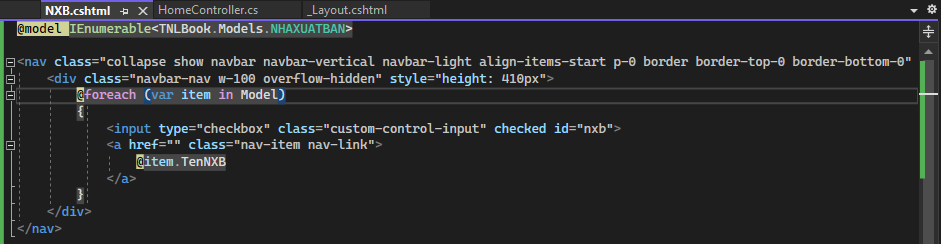 NXB.cshtml HomeController.cs _Layout.cshtml
@model IEnumerable<TNLBook.Models.NHAXUATBAN>
<nav class="collapse show navbar navbar-vertical navbar-light align-items-start p-0 border border-top-0 border-bottom-0"
<div class="navbar-nav w-100 overflow-hidden" style="height: 410px">
@foreach (var item in Model)
{
<input type="checkbox" class="custom-control-input" checked id="nxb">
<a href="" class="nav-item nav-link">
@item.TenNXB
</a>
}
</div>
</nav>